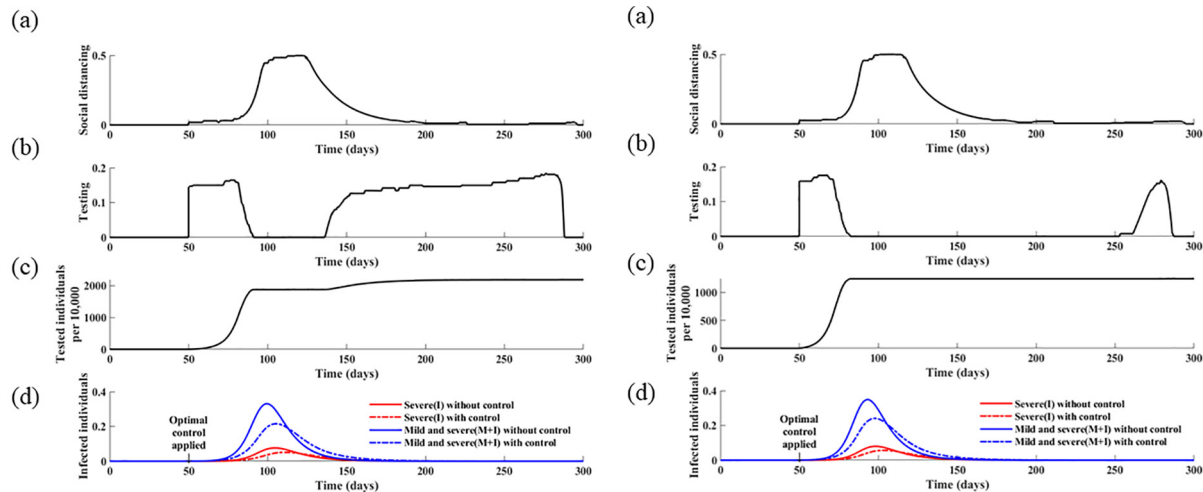 (a)
Social distancing
0.5
0
0 50 100 150 200 250 300
Time (days)
(b)
Testing
0.2
0.1
0
0 50 100 150 200 250 300
Time (days)
(c)
Tested individuals
per 10,000
2000
1000
0
0 50 100 150 200 250 300
Time (days)
(d)
Infected individuals
0.4
0.2
0
Optimal
control
applied
Severe(I) without control
Severe(I) with control
Mild and severe(M+I) without control
Mild and severe(M+I) with control
0 50 100 150 200 250 300
Time (days)
(a)
Social distancing
0.5
0
0 50 100 150 200 250 300
Time (days)
(b)
Testing
0.2
0.1
0
0 50 100 150 200 250 300
Time (days)
(c)
Tested individuals
per 10,000
1000
500
0
0 50 100 150 200 250 300
Time (days)
(d)
Infected individuals
0.4
0.2
0
Optimal
control
applied
Severe(I) without control
Severe(I) with control
Mild and severe(M+I) without control
Mild and severe(M+I) with control
0 50 100 150 200 250 300
Time (days)